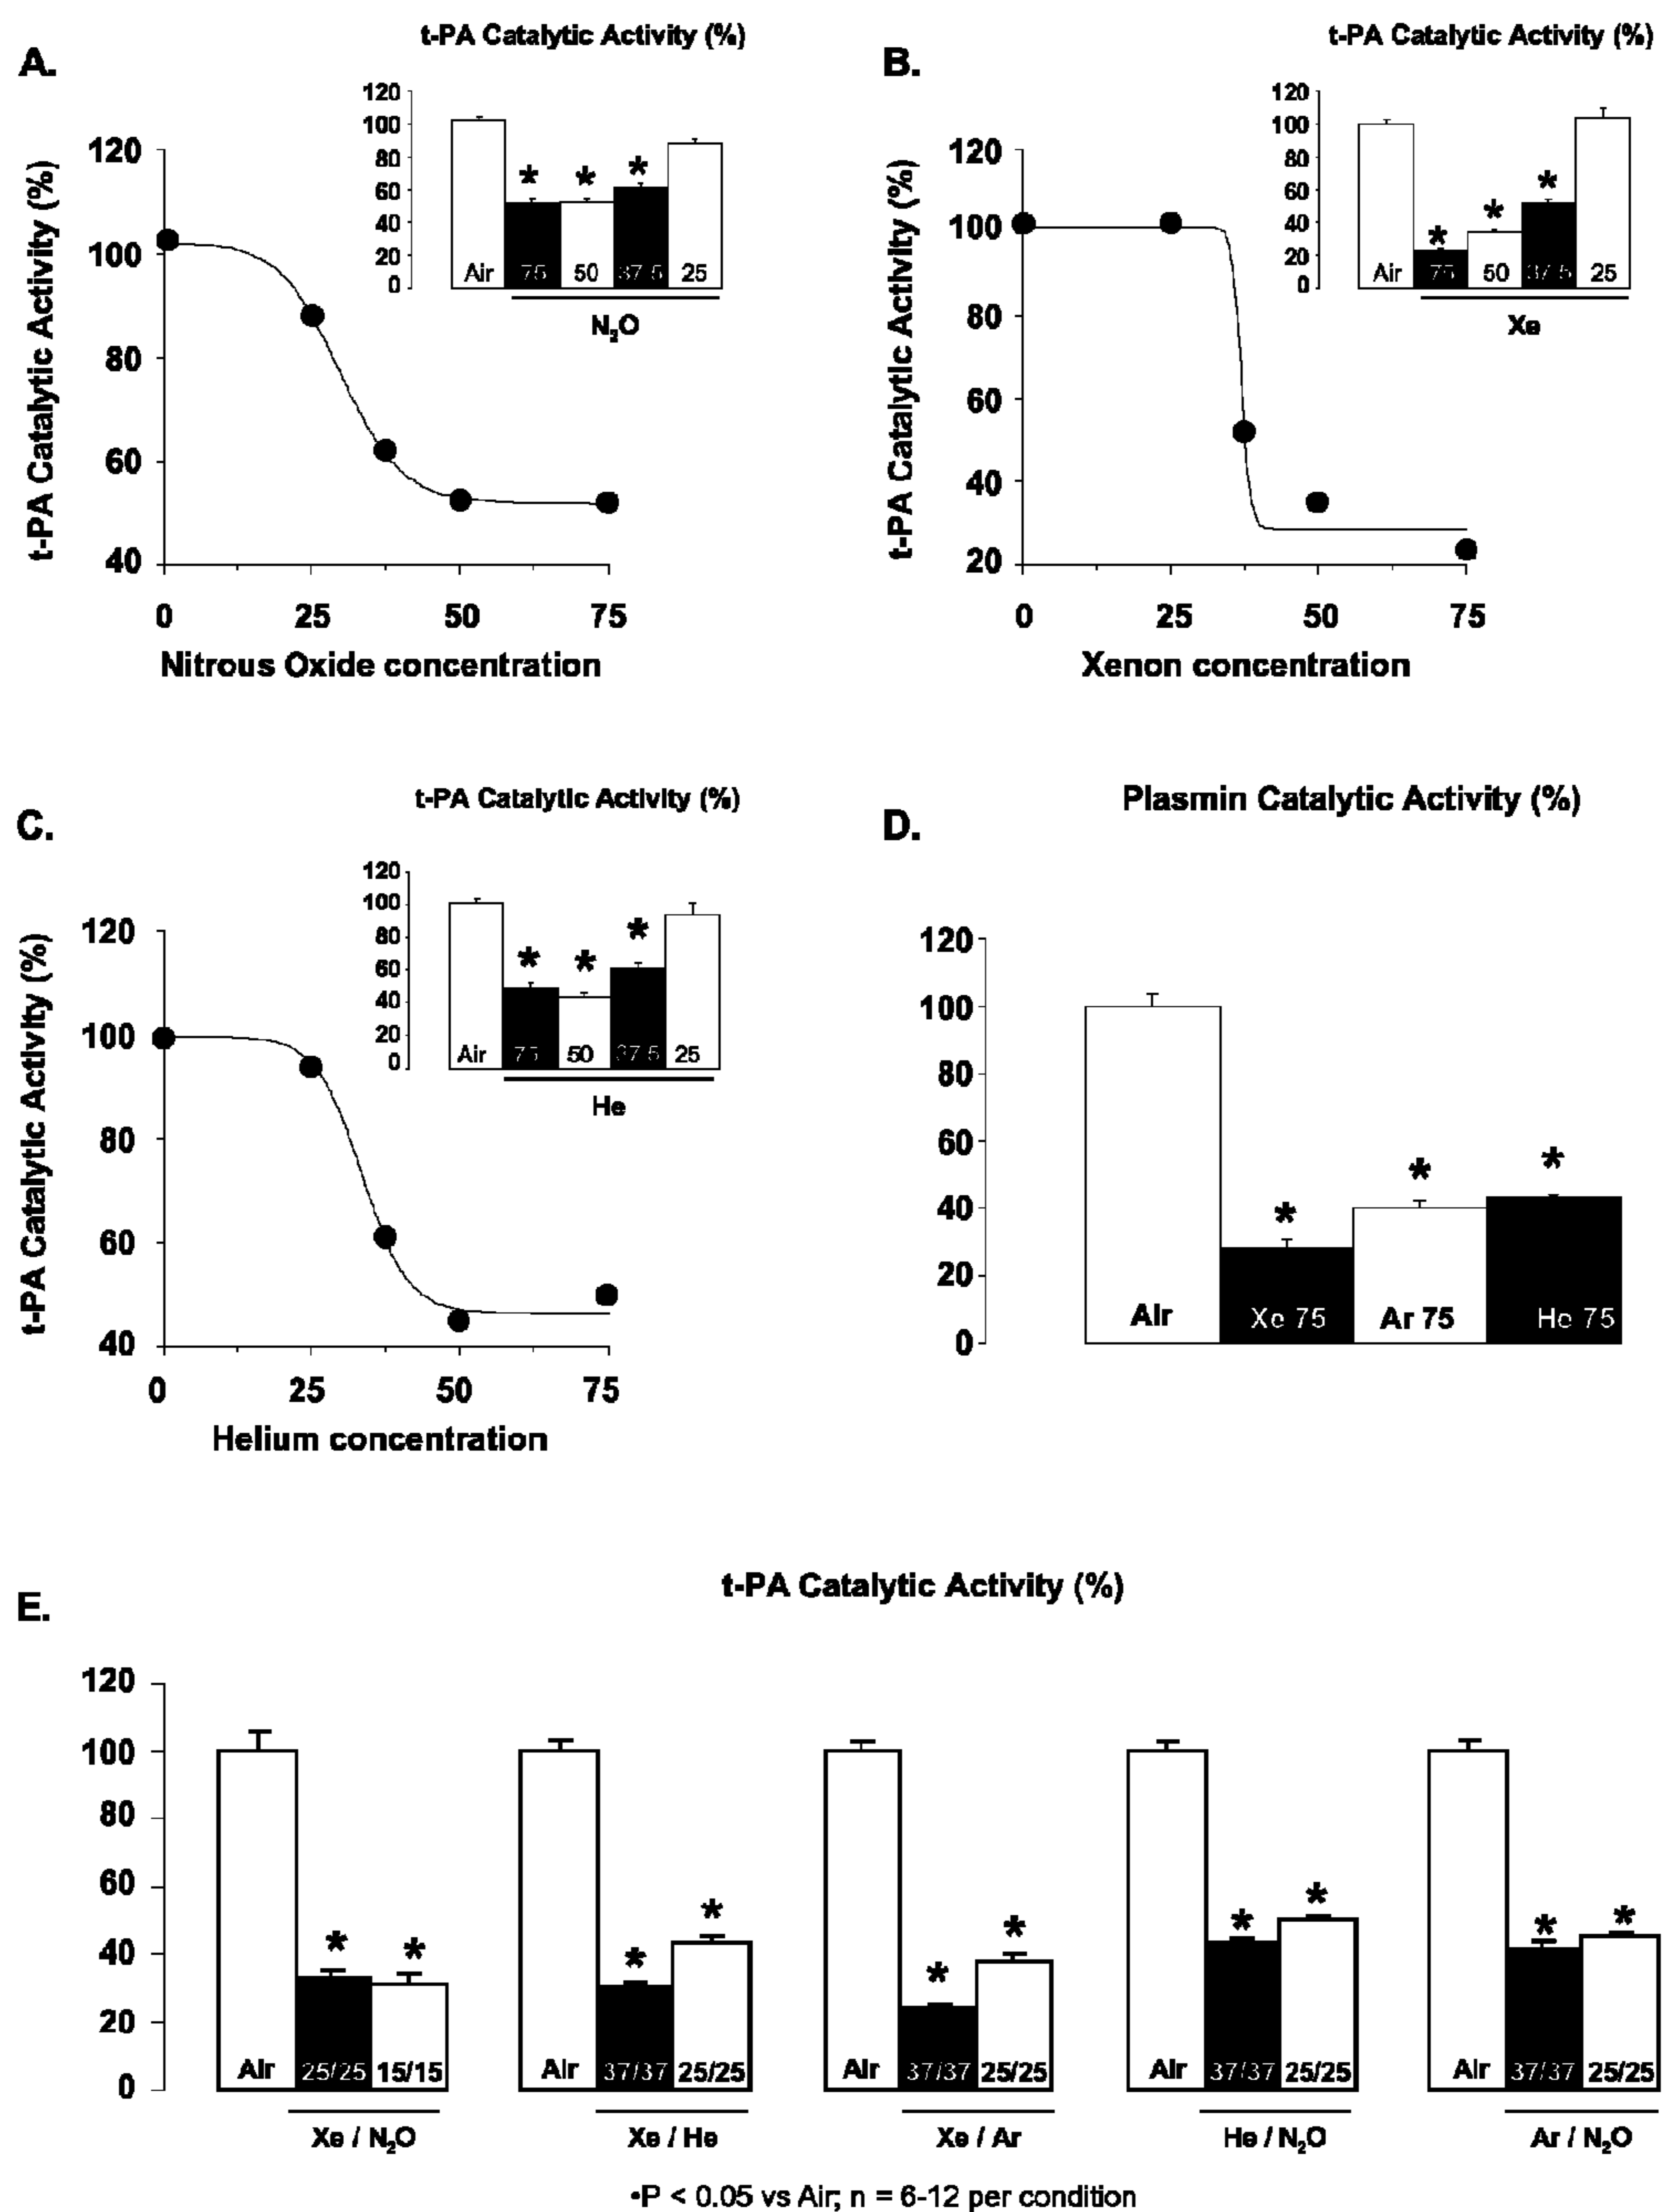 A.
t-PA Catalytic Activity (%)
120
100
80
60
40
20
0
* * *
Air 75 50 37.5 25
N2O
t-PA Catalytic Activity (%)
120
100
80
60
40
0 25 50 75
Nitrous Oxide concentration
B.
t-PA Catalytic Activity (%)
120
100
80
60
40
20
0
* * *
Air 75 50 37.5 25
Xe
t-PA Catalytic Activity (%)
120
100
80
60
40
20
0 25 50 75
Xenon concentration
C.
t-PA Catalytic Activity (%)
120
100
80
60
40
20
0
* * *
Air 75 50 37.5 25
He
t-PA Catalytic Activity (%)
120
100
80
60
40
0 25 50 75
Helium concentration
D.
Plasmin Catalytic Activity (%)
120
100
80
60
40
20
0
* * *
Air Xe 75 Ar 75 He 75
E.
t-PA Catalytic Activity (%)
120
100
80
60
40
20
0
* * * * * * * * * *
Air 25/25 15/15 Air 37/37 25/25 Air 37/37 25/25 Air 37/37 25/25 Air 37/37 25/25
Xe / N2O Xe / He Xe / Ar He / N2O Ar / N2O
•P < 0.05 vs Air; n = 6-12 per condition